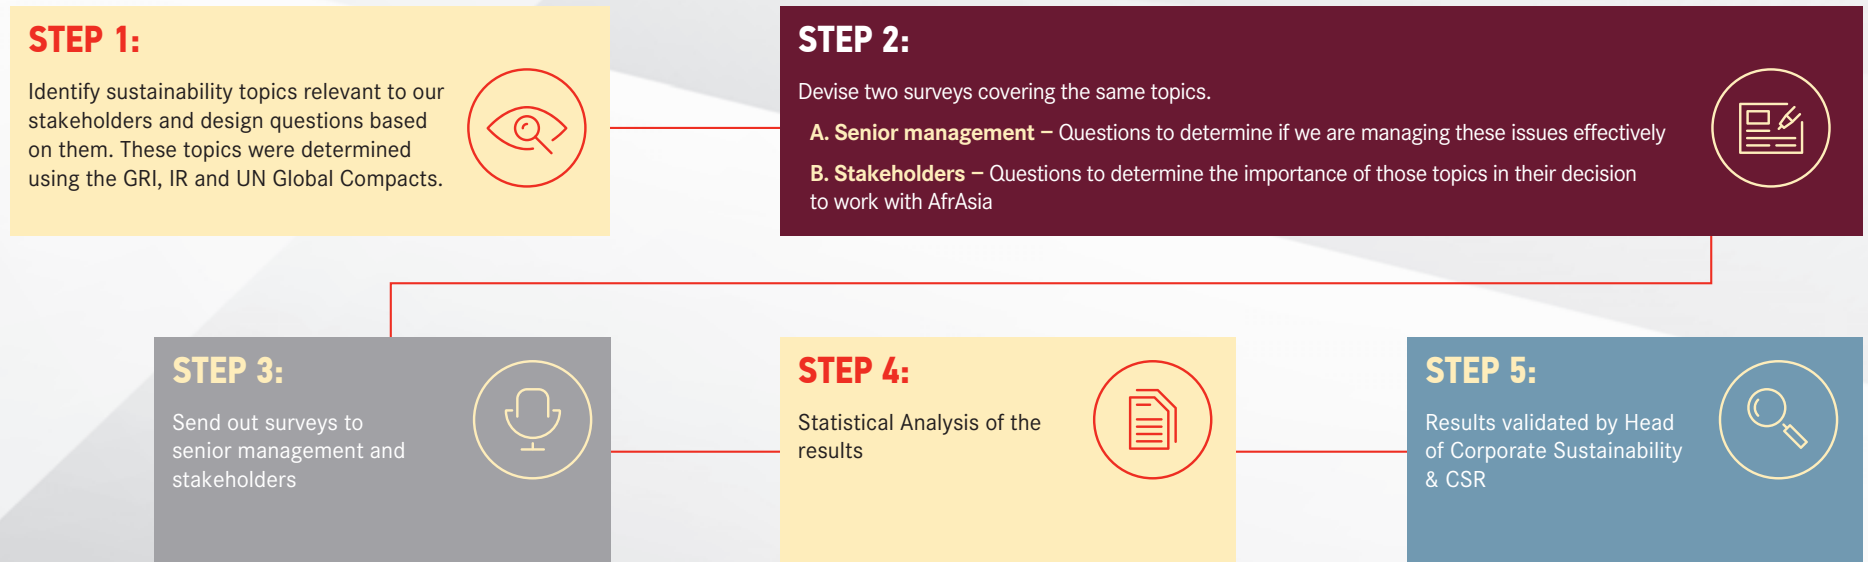 STEP 1:
Identify sustainability topics relevant to our
stakeholders and design questions based
on them. These topics were determined
using the GRI, IR and UN Global Compacts.
STEP 2:
Devise two surveys covering the same topics.
A. Senior management – Questions to determine if we are managing these issues effectively
B. Stakeholders – Questions to determine the importance of those topics in their decision
to work with AfrAsia
STEP 3:
Send out surveys to
senior management and
stakeholders
STEP 4:
Statistical Analysis of the
results
STEP 5:
Results validated by Head
of Corporate Sustainability
& CSR